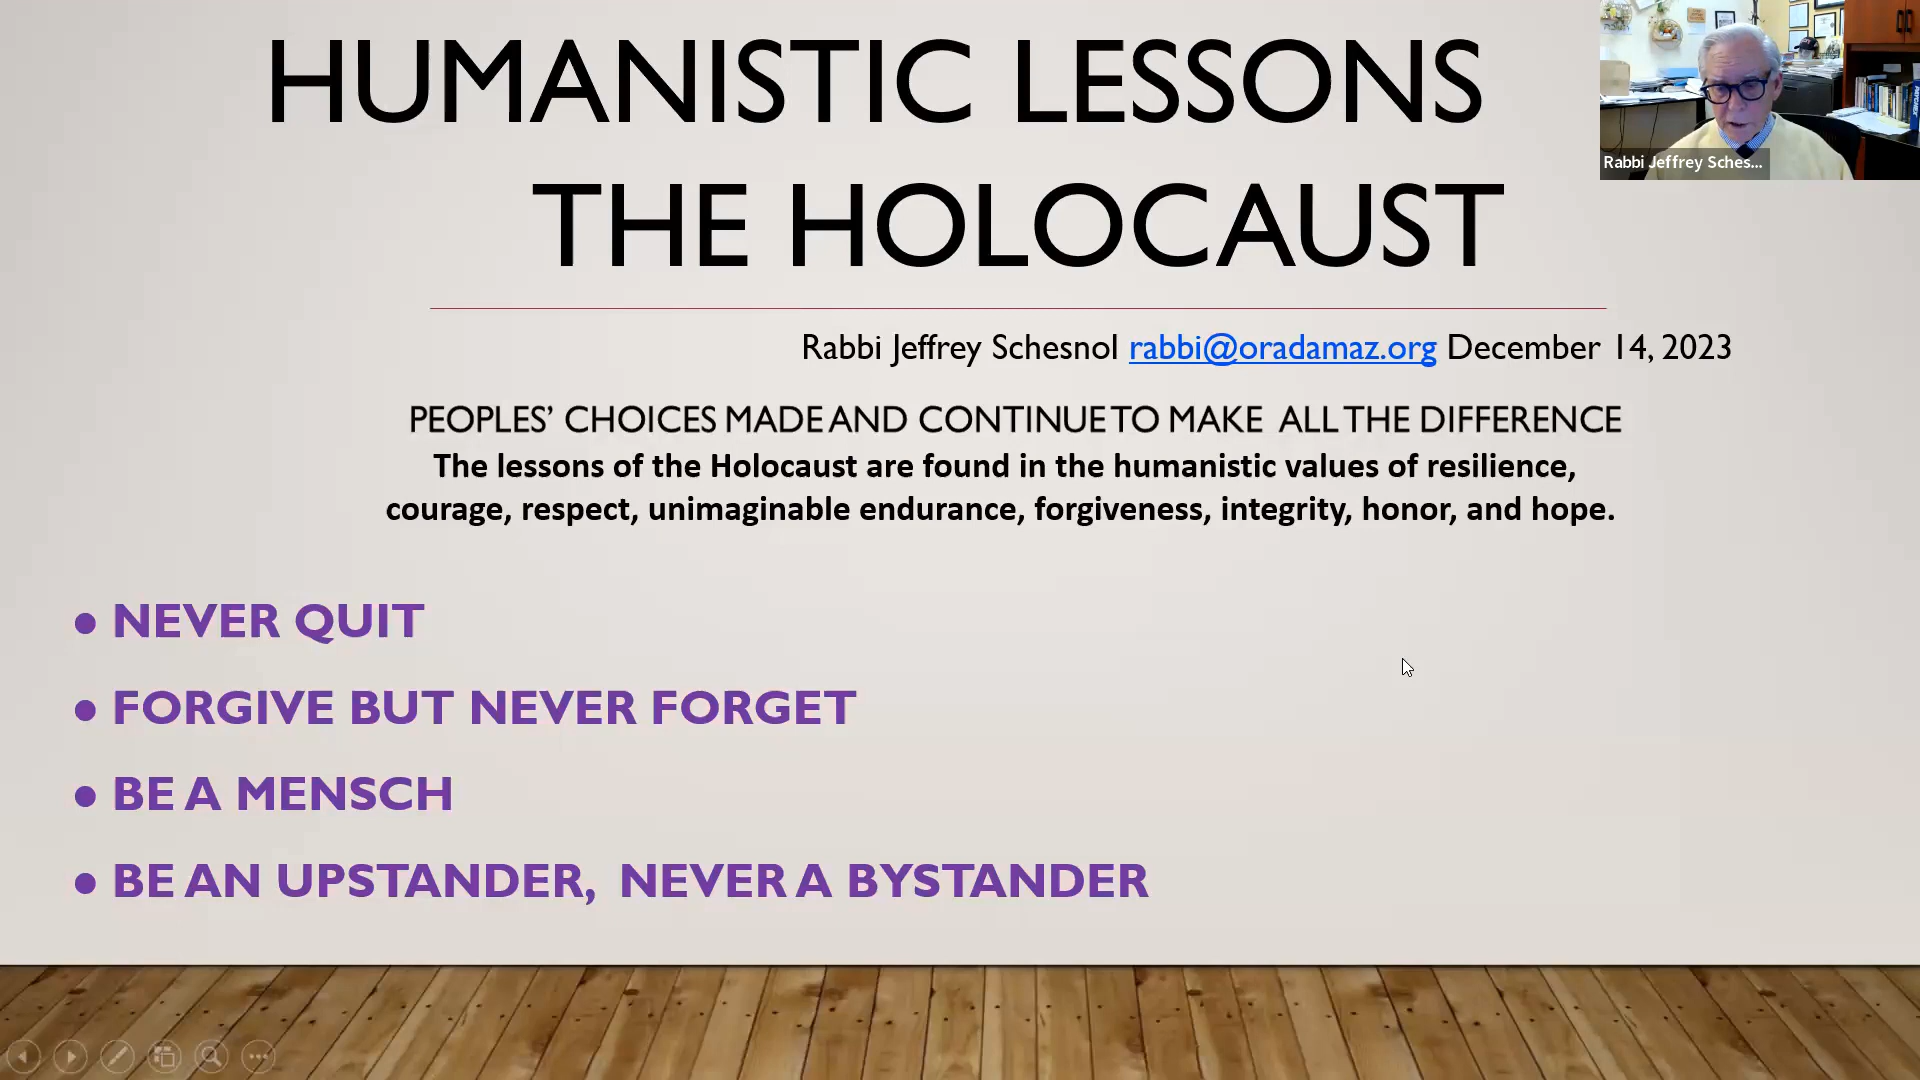 HUMANISTIC LESSONS
THE HOLOCAUST
Rabbi Jeffrey Sches...
Rabbi Jeffrey Schesnol rabbi@oradamaz.org December 14, 2023
PEOPLES’ CHOICES MADE AND CONTINUE TO MAKE ALL THE DIFFERENCE
The lessons of the Holocaust are found in the humanistic values of resilience,
courage, respect, unimaginable endurance, forgiveness, integrity, honor, and hope.
• NEVER QUIT
• FORGIVE BUT NEVER FORGET
• BE A MENSCH
• BE AN UPSTANDER, NEVER A BYSTANDER